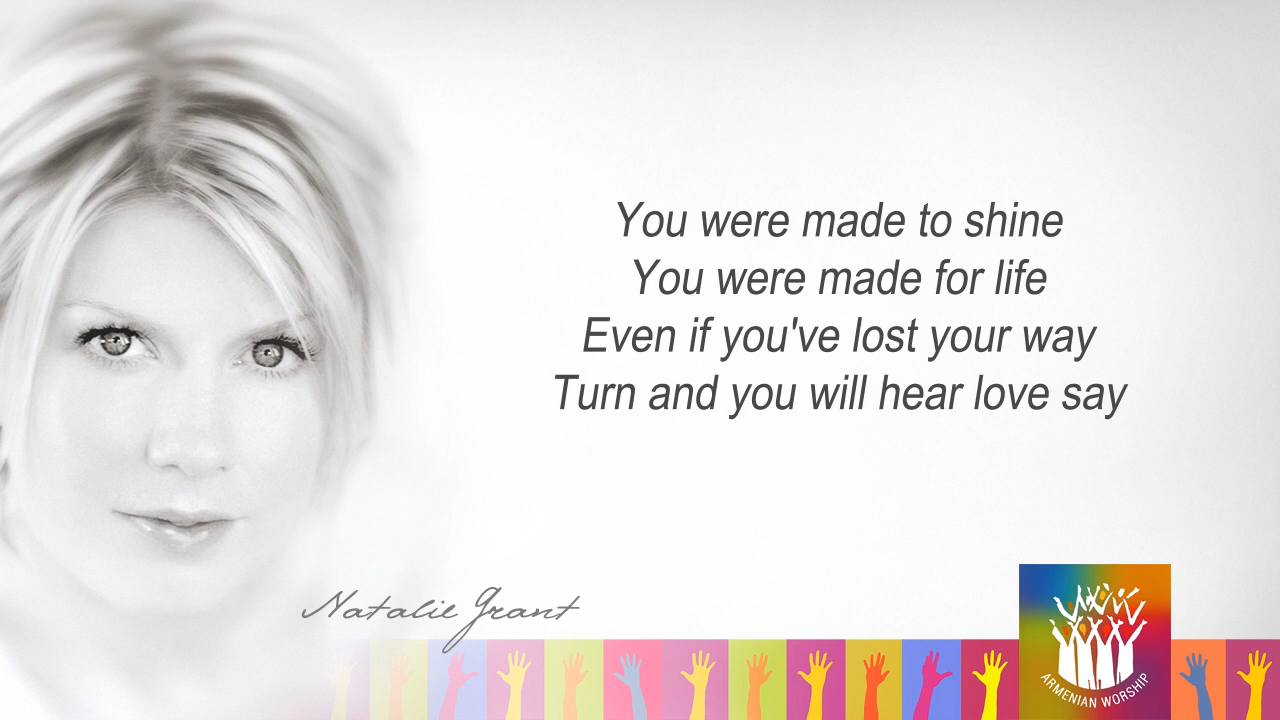 You were made to shine
You were made for life
Even if you've lost your way
Turn and you will hear love say
Natalie Grant
ARMENIAN WORSHIP